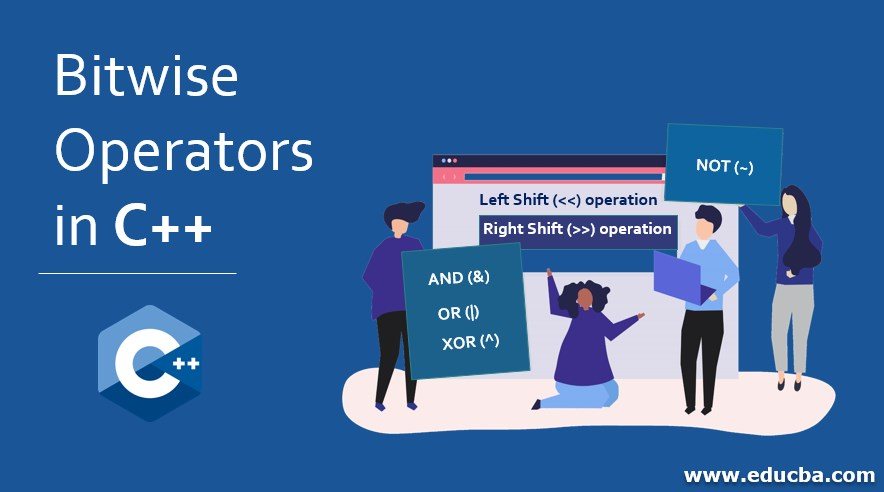 Bitwise
Operators
in C++
C++
NOT (~)
Left Shift (<<) operation
Right Shift (>>) operation
AND (&)
OR (|)
XOR (^)
www.educba.com